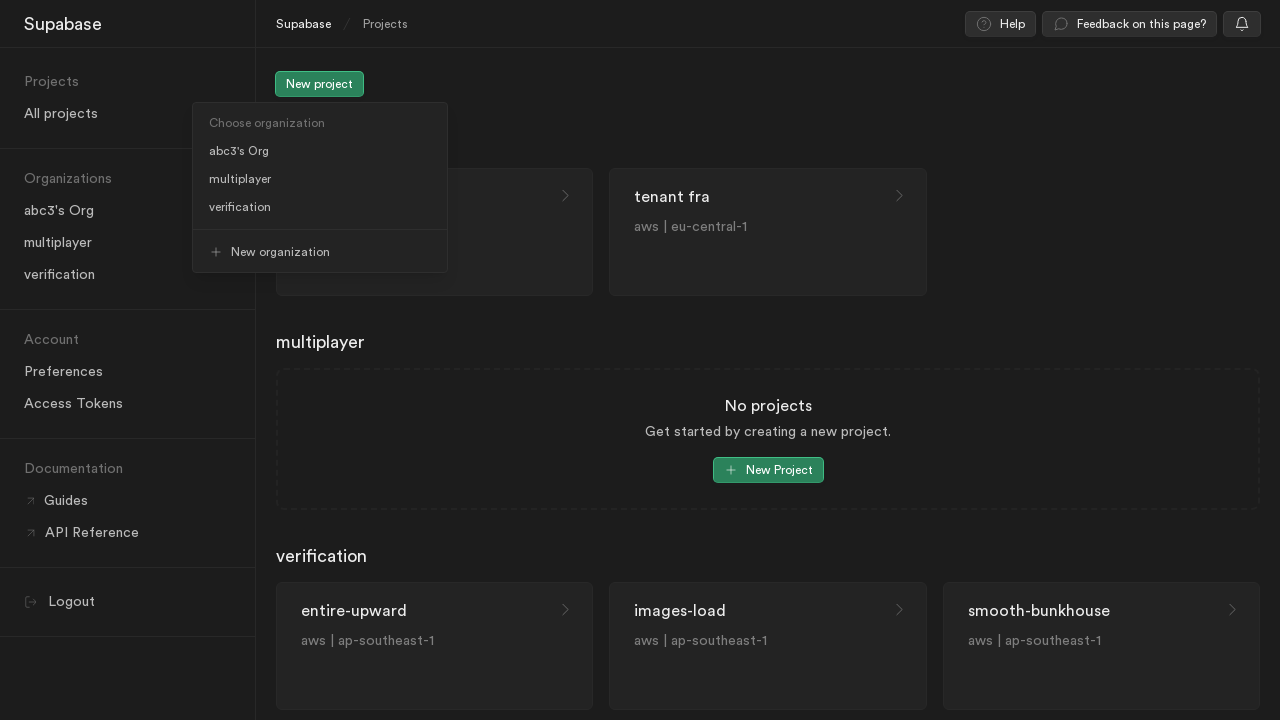 Supabase
Supabase / Projects
Help
Feedback on this page?
Projects
All projects
Organizations
abc3's Org
multiplayer
verification
Account
Preferences
Access Tokens
Documentation
Guides
API Reference
Logout
New project
Choose organization
abc3's Org
multiplayer
verification
New organization
tenant fra
aws | eu-central-1
multiplayer
No projects
Get started by creating a new project.
New Project
verification
entire-upward
aws | ap-southeast-1
images-load
aws | ap-southeast-1
smooth-bunkhouse
aws | ap-southeast-1